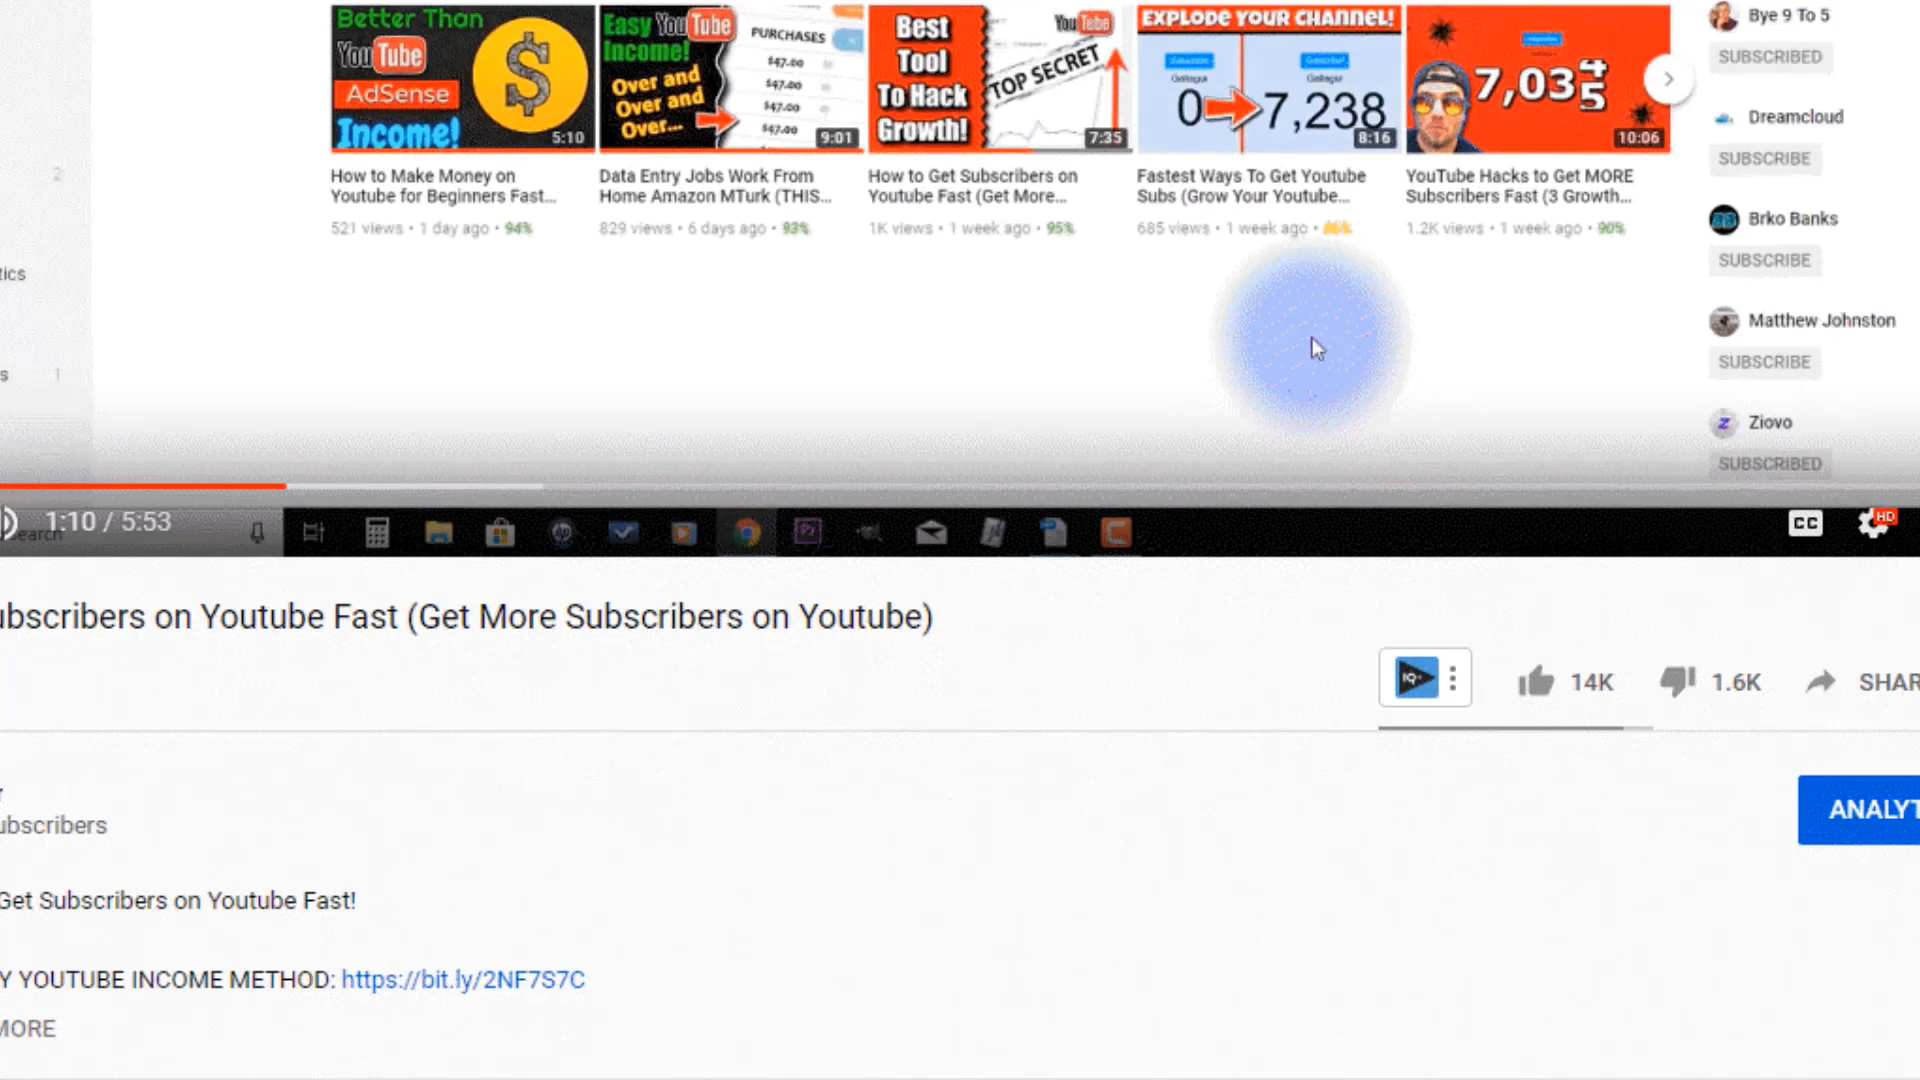 Better Than
YouTube
AdSense
Income!
5:10
Easy YouTube
Income!
Over and
Over and
Over...
PURCHASES
$47.00
$47.00
$47.00
$47.00
9:01
Best
Tool
To Hack
Growth!
YouTube
TOP SECRET
7:35
EXPLODE YOUR CHANNEL!
0
7,238
8:16
7,03
10:06
How to Make Money on
Youtube for Beginners Fast...
521 views • 1 day ago • 94%
Data Entry Jobs Work From
Home Amazon MTurk (THIS...
829 views • 6 days ago • 93%
How to Get Subscribers on
Youtube Fast (Get More...
1K views • 1 week ago • 95%
Fastest Ways To Get Youtube
Subs (Grow Your Youtube...
685 views • 1 week ago •
YouTube Hacks to Get MORE
Subscribers Fast (3 Growth...
1.2K views • 1 week ago • 90%
Bye 9 To 5
SUBSCRIBED
Dreamcloud
SUBSCRIBE
Brko Banks
SUBSCRIBE
Matthew Johnston
SUBSCRIBE
Ziovo
SUBSCRIBED
2
tics
s 1
1:10 / 5:53
earch
CC
HD
ubscribers on Youtube Fast (Get More Subscribers on Youtube)
IQ
14K
1.6K
SHAR
r
ubscribers
ANALYT
Get Subscribers on Youtube Fast!
Y YOUTUBE INCOME METHOD: https://bit.ly/2NF7S7C
MORE